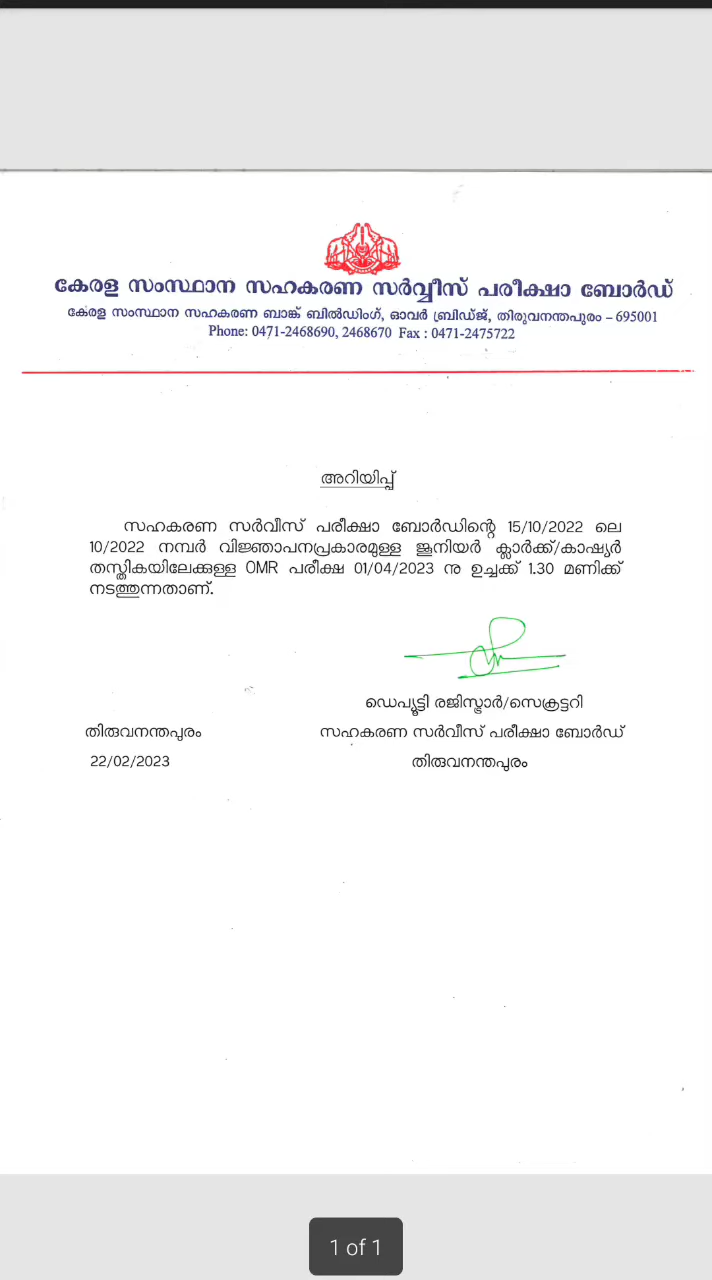 കേരള സംസ്ഥാന സഹകരണ സർവ്വീസ് പരീക്ഷാ ബോർഡ്
കേരള സംസ്ഥാന സഹകരണ ബാങ്ക് ബിൽഡിംഗ്, ഓവർ ബ്രിഡ്ജ്, തിരുവനന്തപുരം – 695001
Phone: 0471-2468690, 2468670 Fax : 0471-2475722
അറിയിപ്പ്
സഹകരണ സർവീസ് പരീക്ഷാ ബോർഡിന്റെ 15/10/2022 ലെ
10/2022 നമ്പർ വിജ്ഞാപനപ്രകാരമുള്ള ജൂനിയർ ക്ലാർക്ക്/കാഷ്യർ
തസ്തികയിലേക്കുള്ള OMR പരീക്ഷ 01/04/2023 നു ഉച്ചക്ക് 1.30 മണിക്ക്
നടത്തുന്നതാണ്.
ഡെപ്യൂട്ടി രജിസ്ട്രാർ/സെക്രട്ടറി
തിരുവനന്തപുരം സഹകരണ സർവീസ് പരീക്ഷാ ബോർഡ്
22/02/2023 തിരുവനന്തപുരം
1 of 1